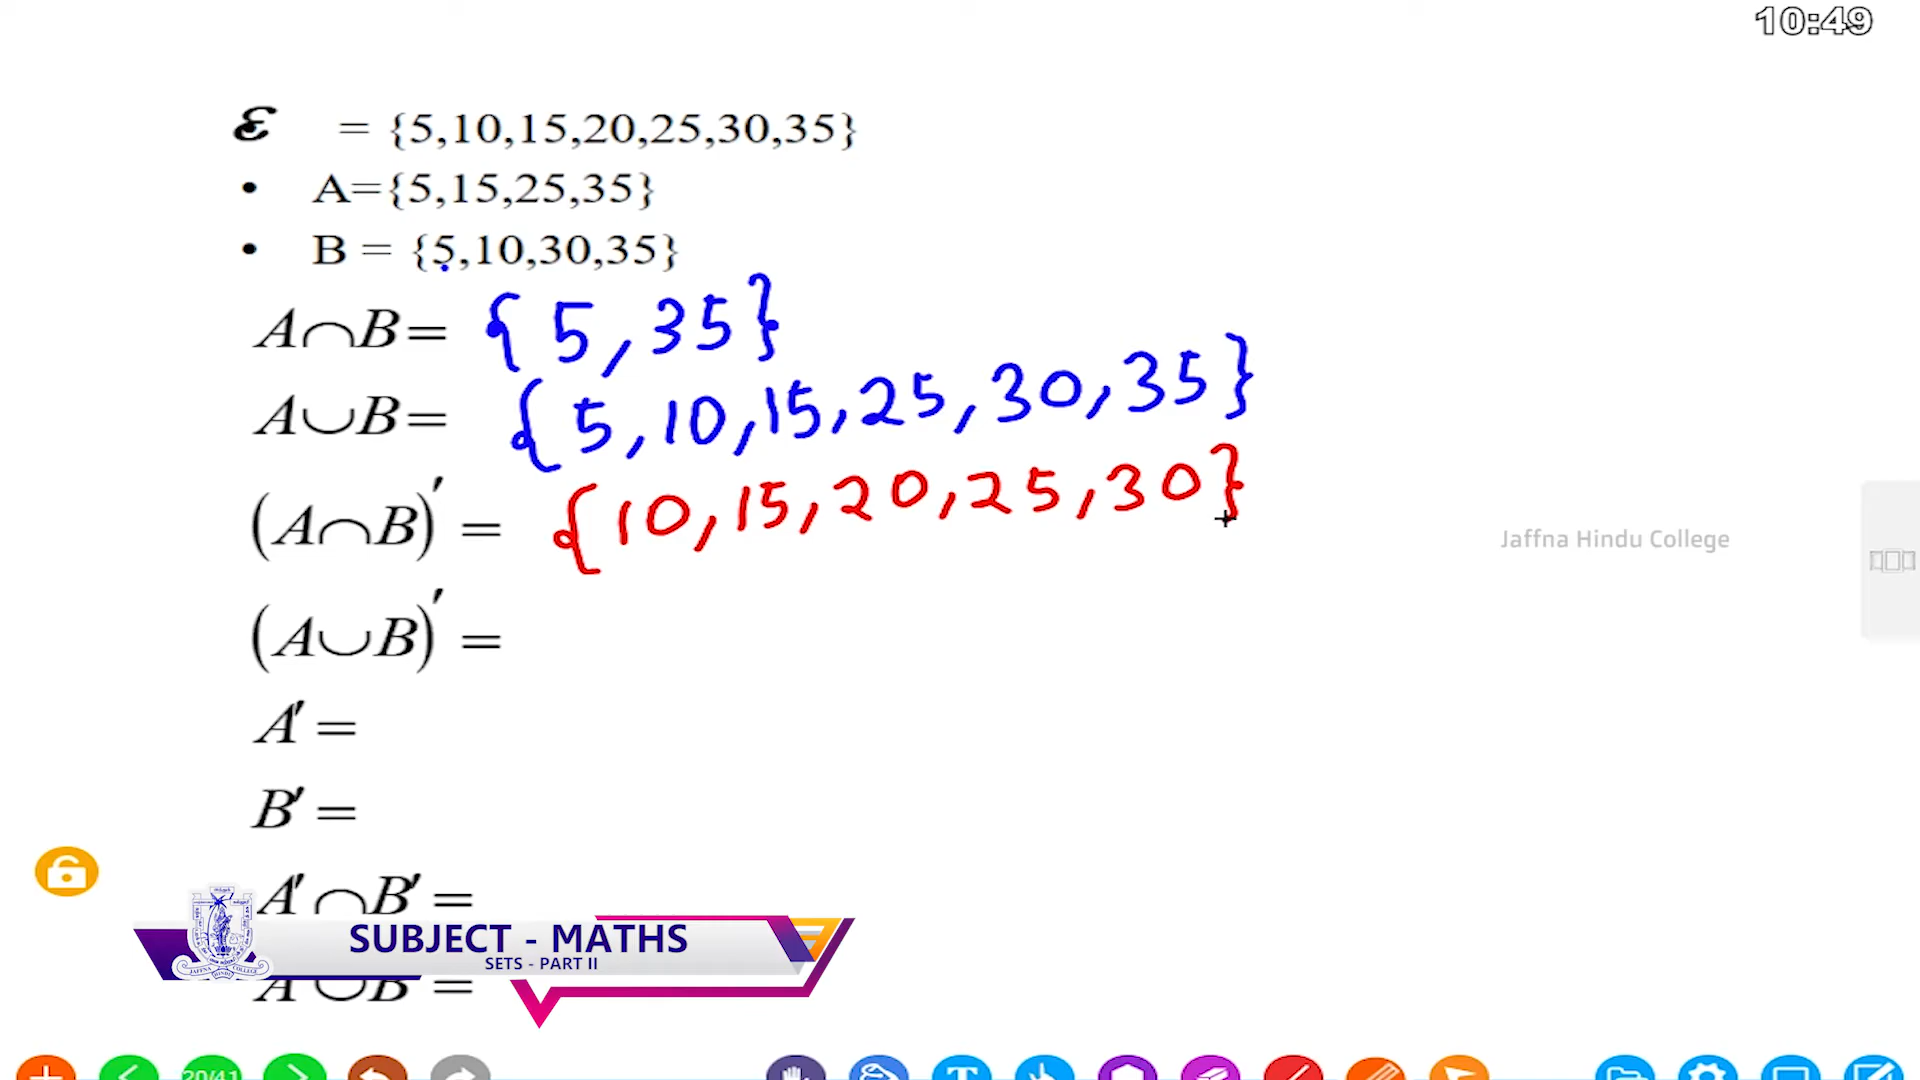 10:49
ℰ = {5,10,15,20,25,30,35}
• A={5,15,25,35}
• B = {5,10,30,35}
A∩B= {5,35}
A∪B= {5,10,15,25,30,35}
(A∩B)′ = {10,15,20,25,30}
Jaffna Hindu College
(A∪B)′ =
A′ =
B′ =
A′∩B′ =
SUBJECT - MATHS
SETS - PART II
A ∪B =
20/41